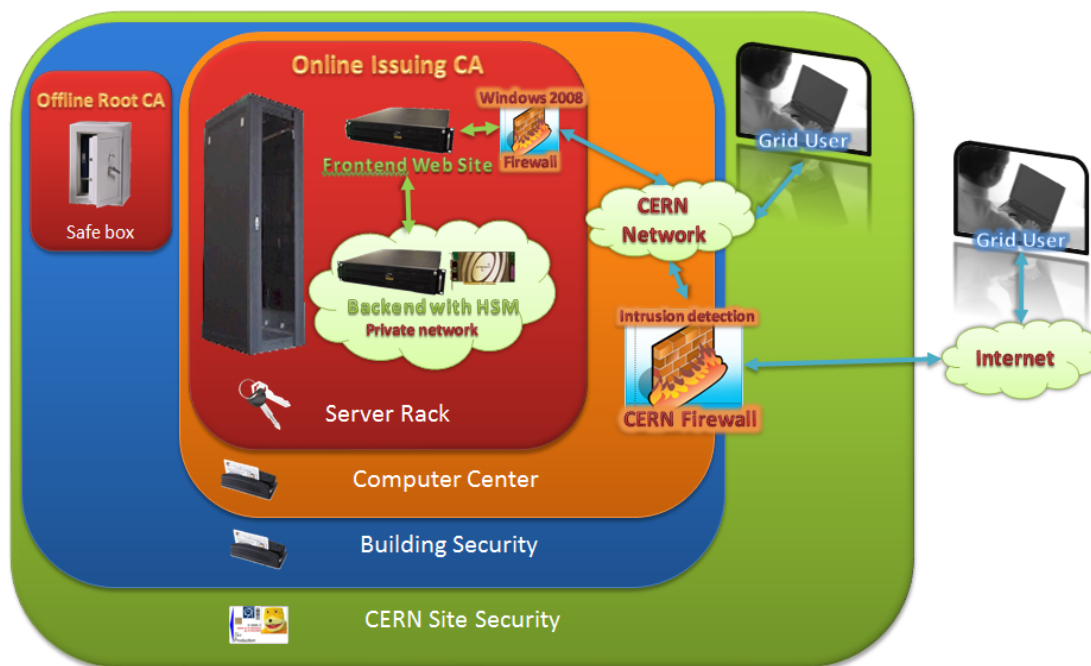 Online Issuing CA
Offline Root CA
Safe box
Windows 2008
Firewall
Frontend Web Site
Backend with HSM
Private network
Server Rack
Computer Center
Building Security
CERN Site Security
CERN
Network
Grid User
Grid User
Intrusion detection
CERN Firewall
Internet